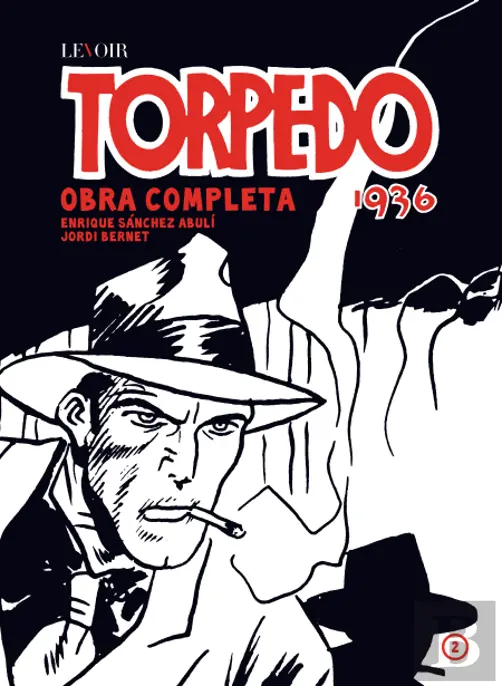 LEVOIR
TORPEDO
OBRA COMPLETA
1936
ENRIQUE SÁNCHEZ ABULÍ
JORDI BERNET
B
2